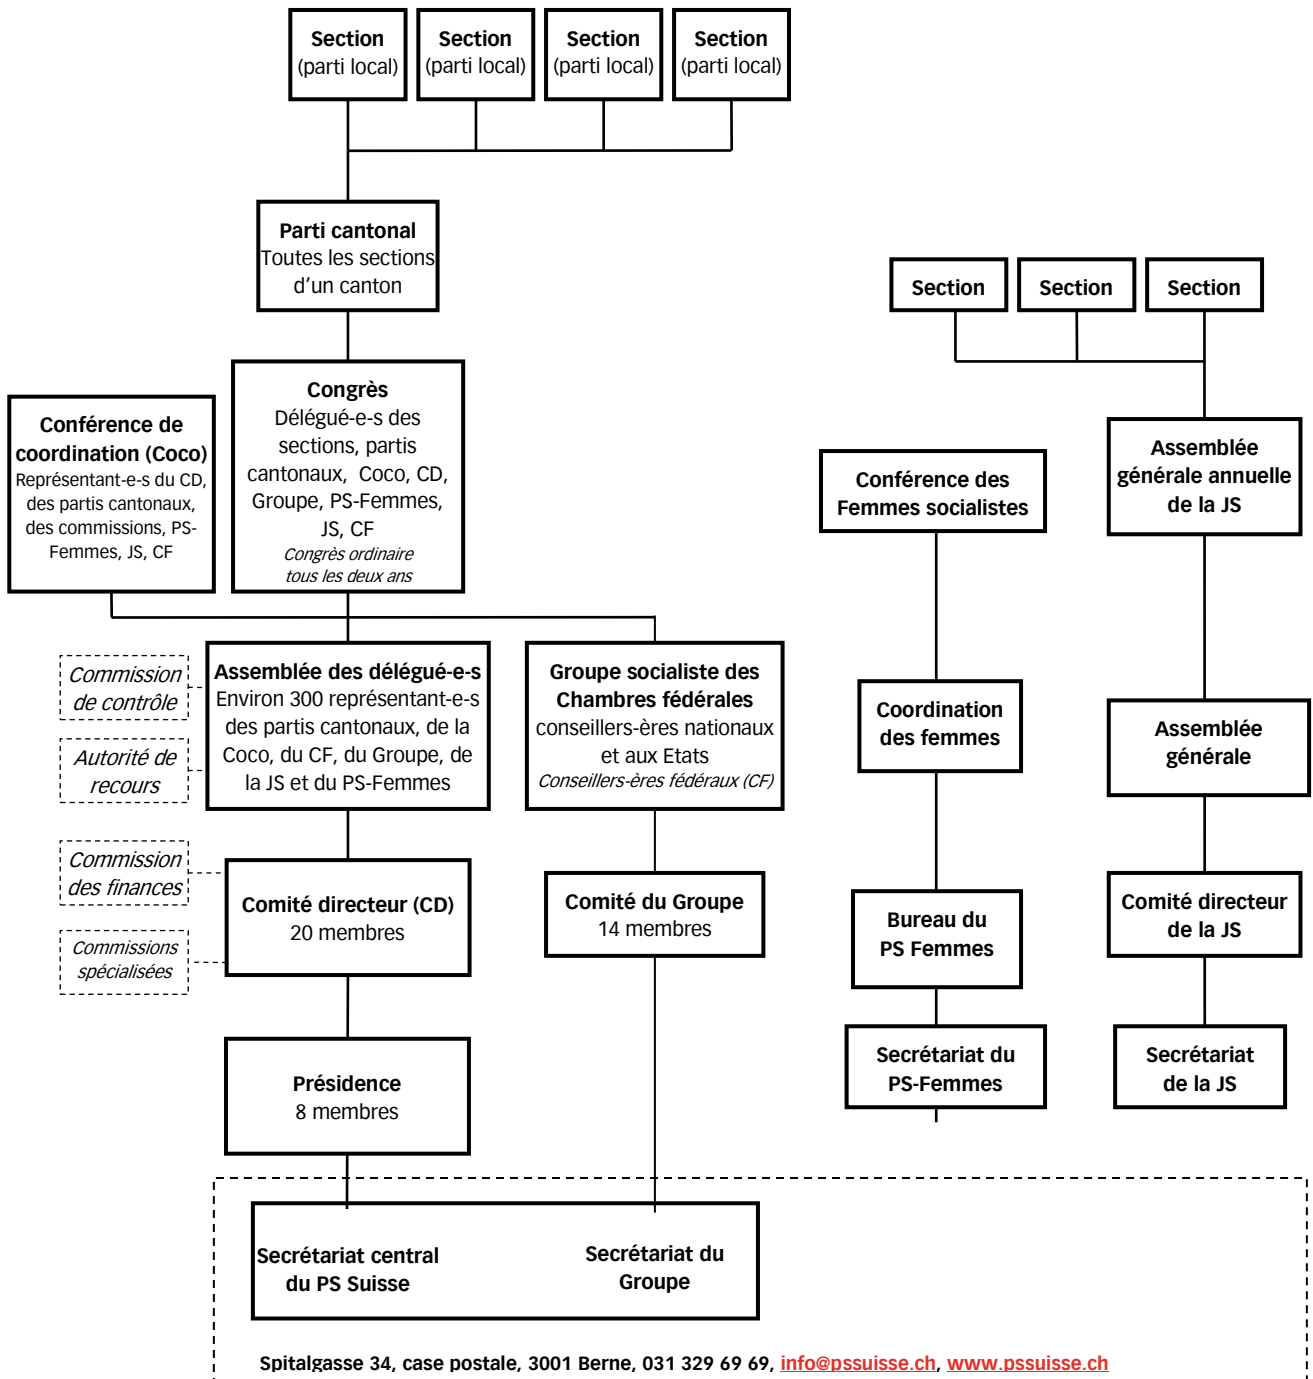 Section
(parti local)
Section
(parti local)
Section
(parti local)
Section
(parti local)
Parti cantonal
Toutes les sections
d'un canton
Section
Section
Section
Conférence de
coordination (Coco)
Représentant-e-s du CD,
des partis cantonaux,
des commissions, PS-
Femmes, JS, CF
Congrès
Délégué-e-s des
sections, partis
cantonaux, Coco, CD,
Groupe, PS-Femmes,
JS, CF
Congrès ordinaire
tous les deux ans
Conférence des
Femmes socialistes
Assemblée
générale annuelle
de la JS
Commission
de contrôle
Autorité de
recours
Assemblée des délégué-e-s
Environ 300 représentant-e-s
des partis cantonaux, de la
Coco, du CF, du Groupe, de
la JS et du PS-Femmes
Groupe socialiste des
Chambres fédérales
conseillers-ères nationaux
et aux Etats
Conseillers-ères fédéraux (CF)
Coordination
des femmes
Assemblée
générale
Commission
des finances
Commissions
spécialisées
Comité directeur (CD)
20 membres
Comité du Groupe
14 membres
Bureau du
PS Femmes
Comité directeur
de la JS
Présidence
8 membres
Secrétariat du
PS-Femmes
Secrétariat
de la JS
Secrétariat central
du PS Suisse
Secrétariat du
Groupe
Spitalgasse 34, case postale, 3001 Berne, 031 329 69 69, info@pssuisse.ch, www.pssuisse.ch